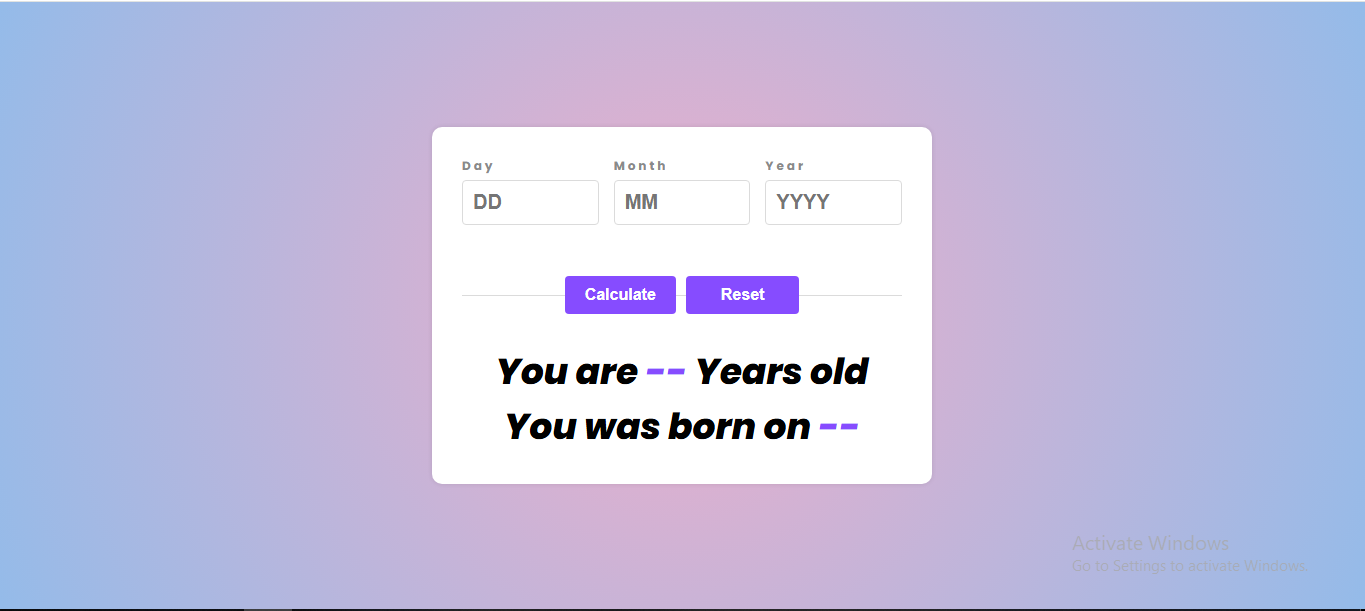 Day Month Year
DD MM YYYY
Calculate Reset
You are -- Years old
You was born on --
Activate Windows
Go to Settings to activate Windows.